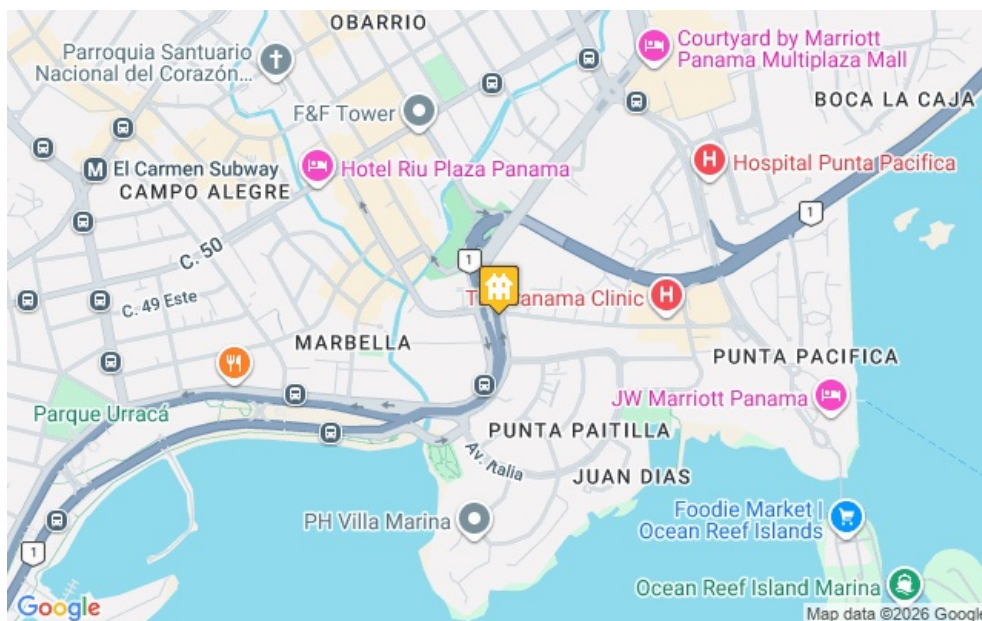 OBARRIO
Parroquia Santuario
Nacional del Corazón...
Courtyard by Marriott
Panama Multiplaza Mall
BOCA LA CAJA
F&F Tower
M
El Carmen Subway
Hotel Riu Plaza Panama
H
Hospital Punta Pacifica
CAMPO ALEGRE
1
C. 50
1
C. 49 Este
Panama Clinic
H
MARBELLA
PUNTA PACIFICA
JW Marriott Panama
Parque Urracá
PUNTA PAITILLA
Av. Italia
JUAN DIAS
PH Villa Marina
Foodie Market |
Ocean Reef Islands
1
Ocean Reef Island Marina
Google
Map data ©2026 Google